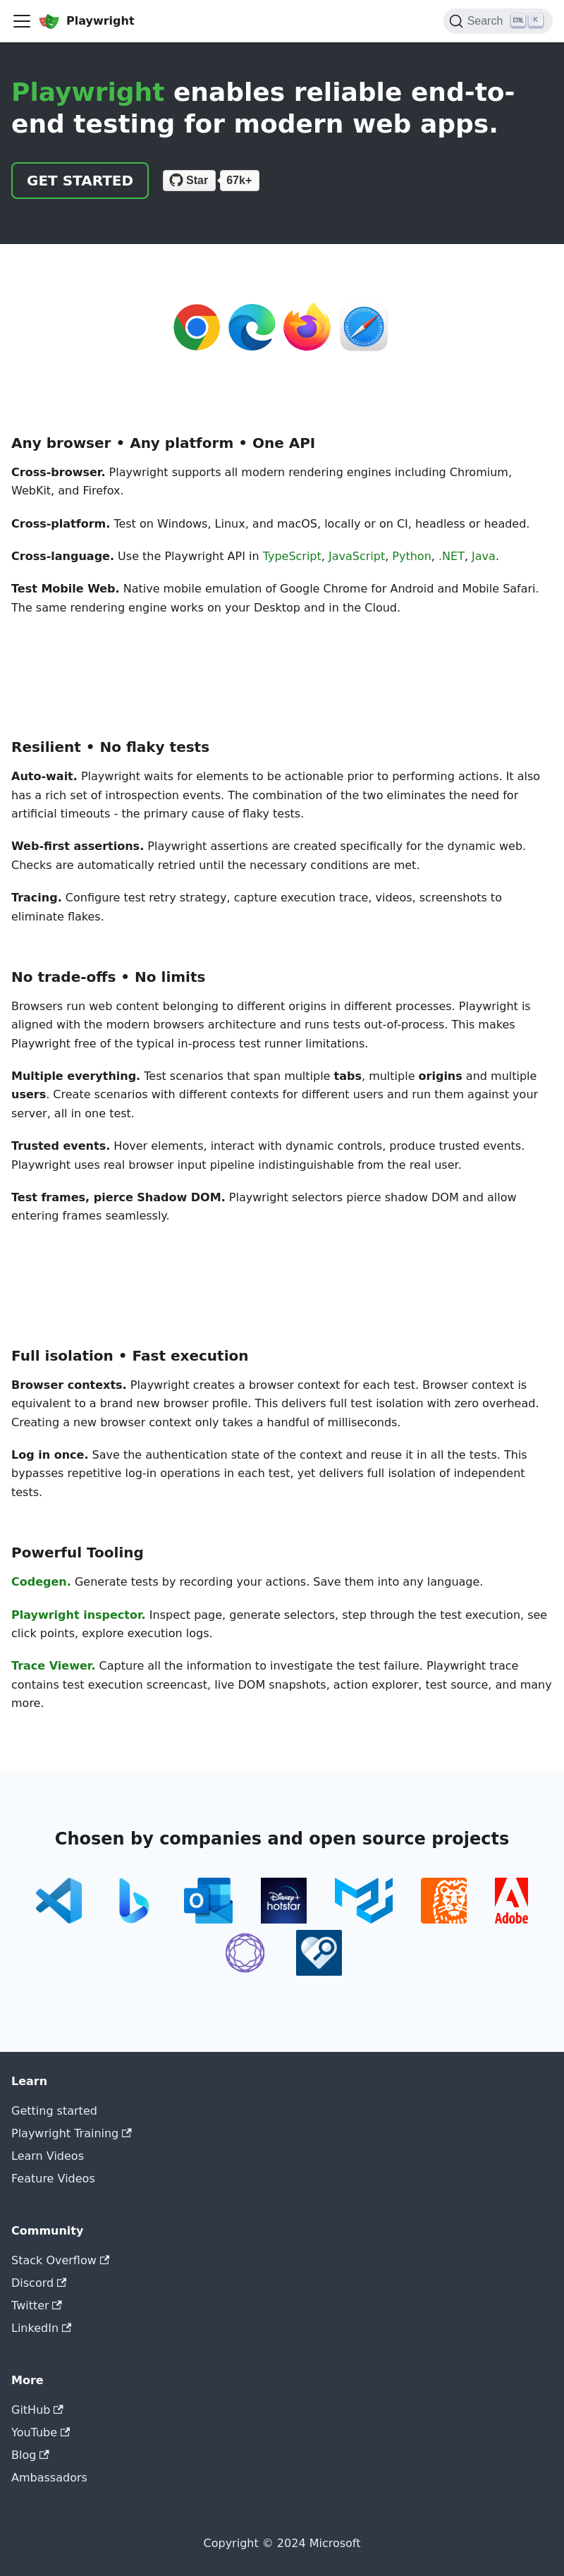 Playwright
Search CTRL K
Playwright enables reliable end-to-
end testing for modern web apps.
GET STARTED
Star 67k+
Any browser • Any platform • One API
Cross-browser. Playwright supports all modern rendering engines including Chromium,
WebKit, and Firefox.
Cross-platform. Test on Windows, Linux, and macOS, locally or on CI, headless or headed.
Cross-language. Use the Playwright API in TypeScript, JavaScript, Python, .NET, Java.
Test Mobile Web. Native mobile emulation of Google Chrome for Android and Mobile Safari.
The same rendering engine works on your Desktop and in the Cloud.
Resilient • No flaky tests
Auto-wait. Playwright waits for elements to be actionable prior to performing actions. It also
has a rich set of introspection events. The combination of the two eliminates the need for
artificial timeouts - the primary cause of flaky tests.
Web-first assertions. Playwright assertions are created specifically for the dynamic web.
Checks are automatically retried until the necessary conditions are met.
Tracing. Configure test retry strategy, capture execution trace, videos, screenshots to
eliminate flakes.
No trade-offs • No limits
Browsers run web content belonging to different origins in different processes. Playwright is
aligned with the modern browsers architecture and runs tests out-of-process. This makes
Playwright free of the typical in-process test runner limitations.
Multiple everything. Test scenarios that span multiple tabs, multiple origins and multiple
users. Create scenarios with different contexts for different users and run them against your
server, all in one test.
Trusted events. Hover elements, interact with dynamic controls, produce trusted events.
Playwright uses real browser input pipeline indistinguishable from the real user.
Test frames, pierce Shadow DOM. Playwright selectors pierce shadow DOM and allow
entering frames seamlessly.
Full isolation • Fast execution
Browser contexts. Playwright creates a browser context for each test. Browser context is
equivalent to a brand new browser profile. This delivers full test isolation with zero overhead.
Creating a new browser context only takes a handful of milliseconds.
Log in once. Save the authentication state of the context and reuse it in all the tests. This
bypasses repetitive log-in operations in each test, yet delivers full isolation of independent
tests.
Powerful Tooling
Codegen. Generate tests by recording your actions. Save them into any language.
Playwright inspector. Inspect page, generate selectors, step through the test execution, see
click points, explore execution logs.
Trace Viewer. Capture all the information to investigate the test failure. Playwright trace
contains test execution screencast, live DOM snapshots, action explorer, test source, and many
more.
Chosen by companies and open source projects
O
Disney+
hotstar
Adobe
Learn
Getting started
Playwright Training
Learn Videos
Feature Videos
Community
Stack Overflow
Discord
Twitter
LinkedIn
More
GitHub
YouTube
Blog
Ambassadors
Copyright © 2024 Microsoft